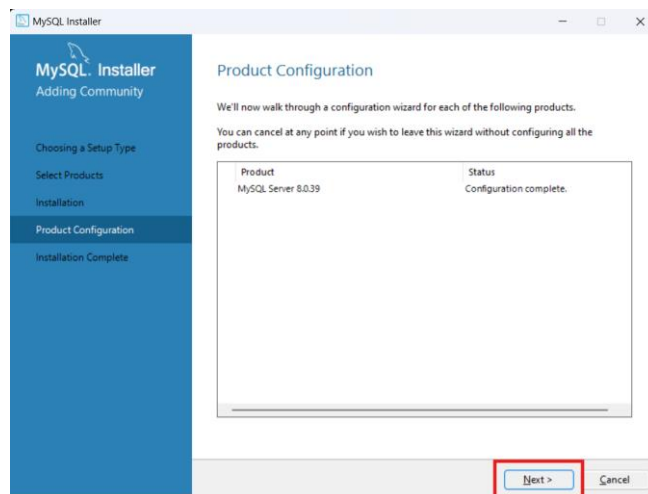 MySQL Installer
MySQL. Installer
Adding Community
Choosing a Setup Type
Select Products
Installation
Product Configuration
Installation Complete
Product Configuration
We'll now walk through a configuration wizard for each of the following products.
You can cancel at any point if you wish to leave this wizard without configuring all the
products.
Product Status
MySQL Server 8.0.39 Configuration complete.
Next > Cancel